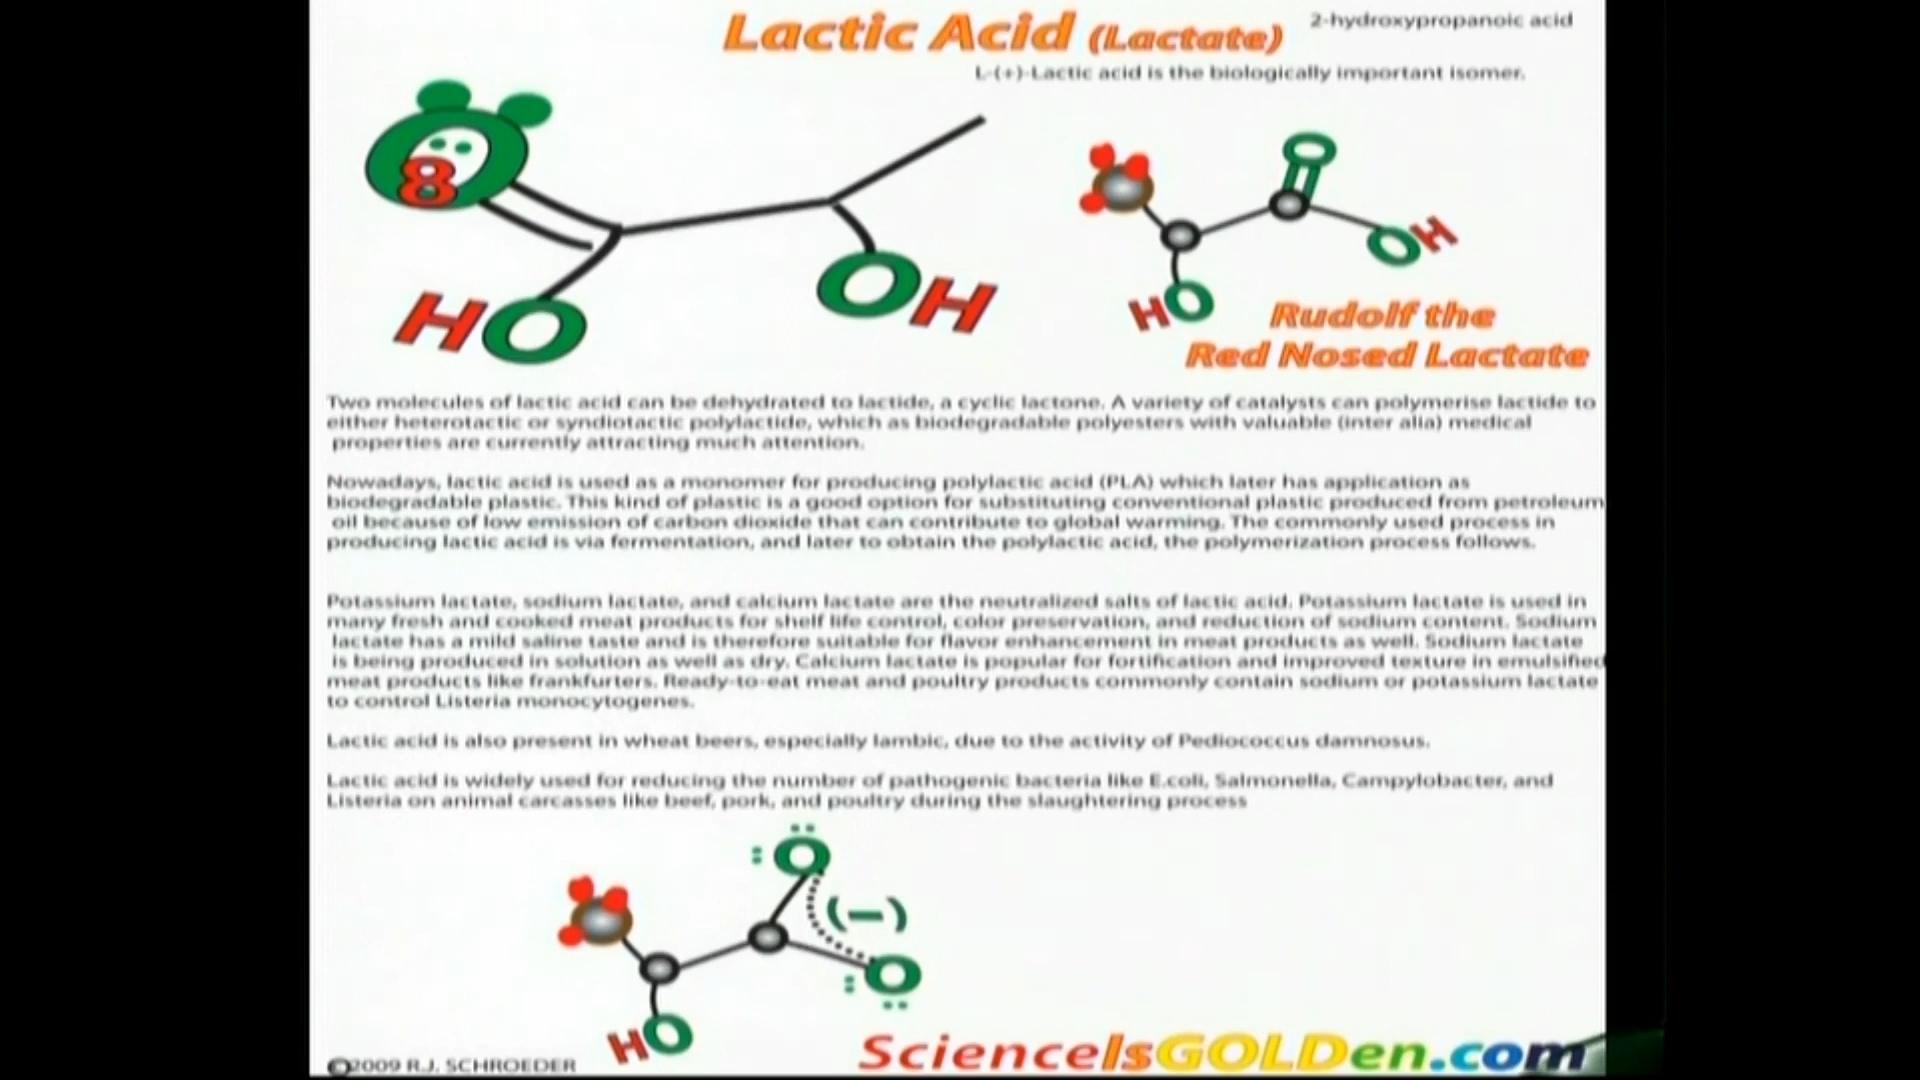 Lactic Acid (Lactate)
2-hydroxypropanoic acid
L-(+)-Lactic acid is the biologically important isomer.
O
8
HO
OH
O
OH
HO
Rudolf the
Red Nosed Lactate
Two molecules of lactic acid can be dehydrated to lactide, a cyclic lactone. A variety of catalysts can polymerise lactide to
either heterotactic or syndiotactic polylactide, which as biodegradable polyesters with valuable (inter alia) medical
properties are currently attracting much attention.
Nowadays, lactic acid is used as a monomer for producing polylactic acid (PLA) which later has application as
biodegradable plastic. This kind of plastic is a good option for substituting conventional plastic produced from petroleum
oil because of low emission of carbon dioxide that can contribute to global warming. The commonly used process in
producing lactic acid is via fermentation, and later to obtain the polylactic acid, the polymerization process follows.
Potassium lactate, sodium lactate, and calcium lactate are the neutralized salts of lactic acid. Potassium lactate is used in
many fresh and cooked meat products for shelf life control, color preservation, and reduction of sodium content. Sodium
lactate has a mild saline taste and is therefore suitable for flavor enhancement in meat products as well. Sodium lactate
is being produced in solution as well as dry. Calcium lactate is popular for fortification and improved texture in emulsified
meat products like frankfurters. Ready-to-eat meat and poultry products commonly contain sodium or potassium lactate
to control Listeria monocytogenes.
Lactic acid is also present in wheat beers, especially lambic, due to the activity of Pediococcus damnosus.
Lactic acid is widely used for reducing the number of pathogenic bacteria like E.coli, Salmonella, Campylobacter, and
Listeria on animal carcasses like beef, pork, and poultry during the slaughtering process
O
(-)
O
HO
©2009 R.J. SCHROEDER
ScienceIsGOLDen.com